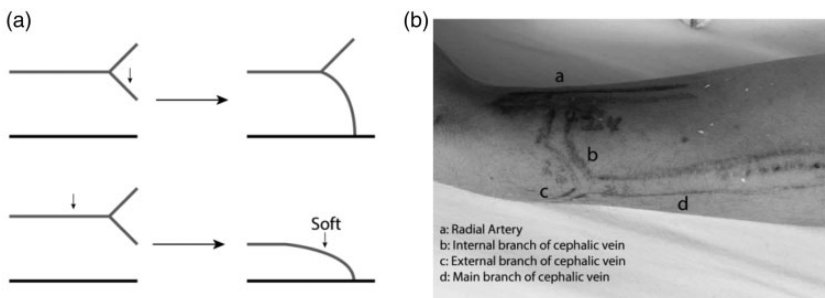 (a)
Soft
(b)
a
b
c
d
a: Radial Artery
b: Internal branch of cephalic vein
c: External branch of cephalic vein
d: Main branch of cephalic vein